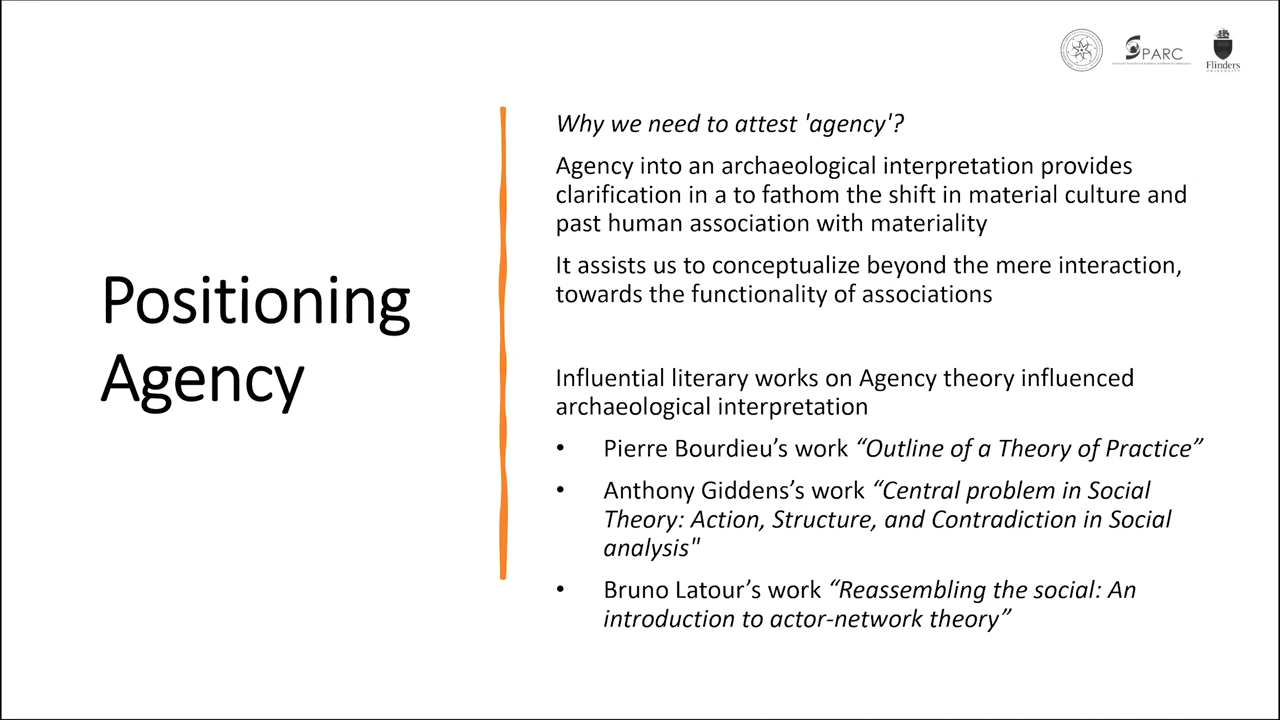 SPARC
Flinders
UNIVERSITY
Positioning
Agency
Why we need to attest 'agency'?
Agency into an archaeological interpretation provides
clarification in a to fathom the shift in material culture and
past human association with materiality
It assists us to conceptualize beyond the mere interaction,
towards the functionality of associations
Influential literary works on Agency theory influenced
archaeological interpretation
• Pierre Bourdieu’s work “Outline of a Theory of Practice”
• Anthony Giddens’s work “Central problem in Social
Theory: Action, Structure, and Contradiction in Social
analysis"
• Bruno Latour’s work “Reassembling the social: An
introduction to actor-network theory”